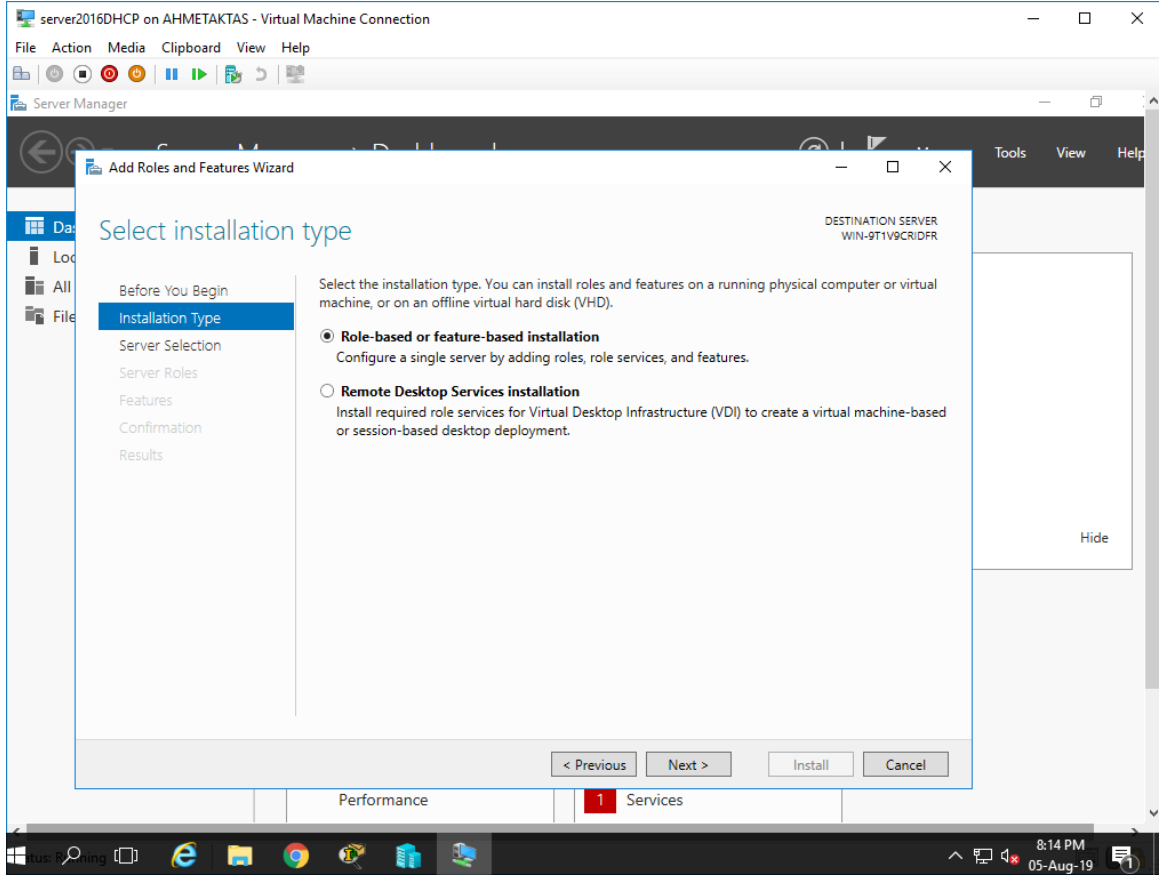 server2016DHCP on AHMETAKTAS - Virtual Machine Connection
File Action Media Clipboard View Help
Server Manager
Tools View Help
Add Roles and Features Wizard
Select installation type
DESTINATION SERVER
WIN-9T1V9CRIDFR
Before You Begin
Installation Type
Server Selection
Server Roles
Features
Confirmation
Results
Select the installation type. You can install roles and features on a running physical computer or virtual
machine, or on an offline virtual hard disk (VHD).
Role-based or feature-based installation
Configure a single server by adding roles, role services, and features.
Remote Desktop Services installation
Install required role services for Virtual Desktop Infrastructure (VDI) to create a virtual machine-based
or session-based desktop deployment.
< Previous Next > Install Cancel
Das
Loc
All
File
Hide
Performance
1 Services
8:14 PM
05-Aug-19
1